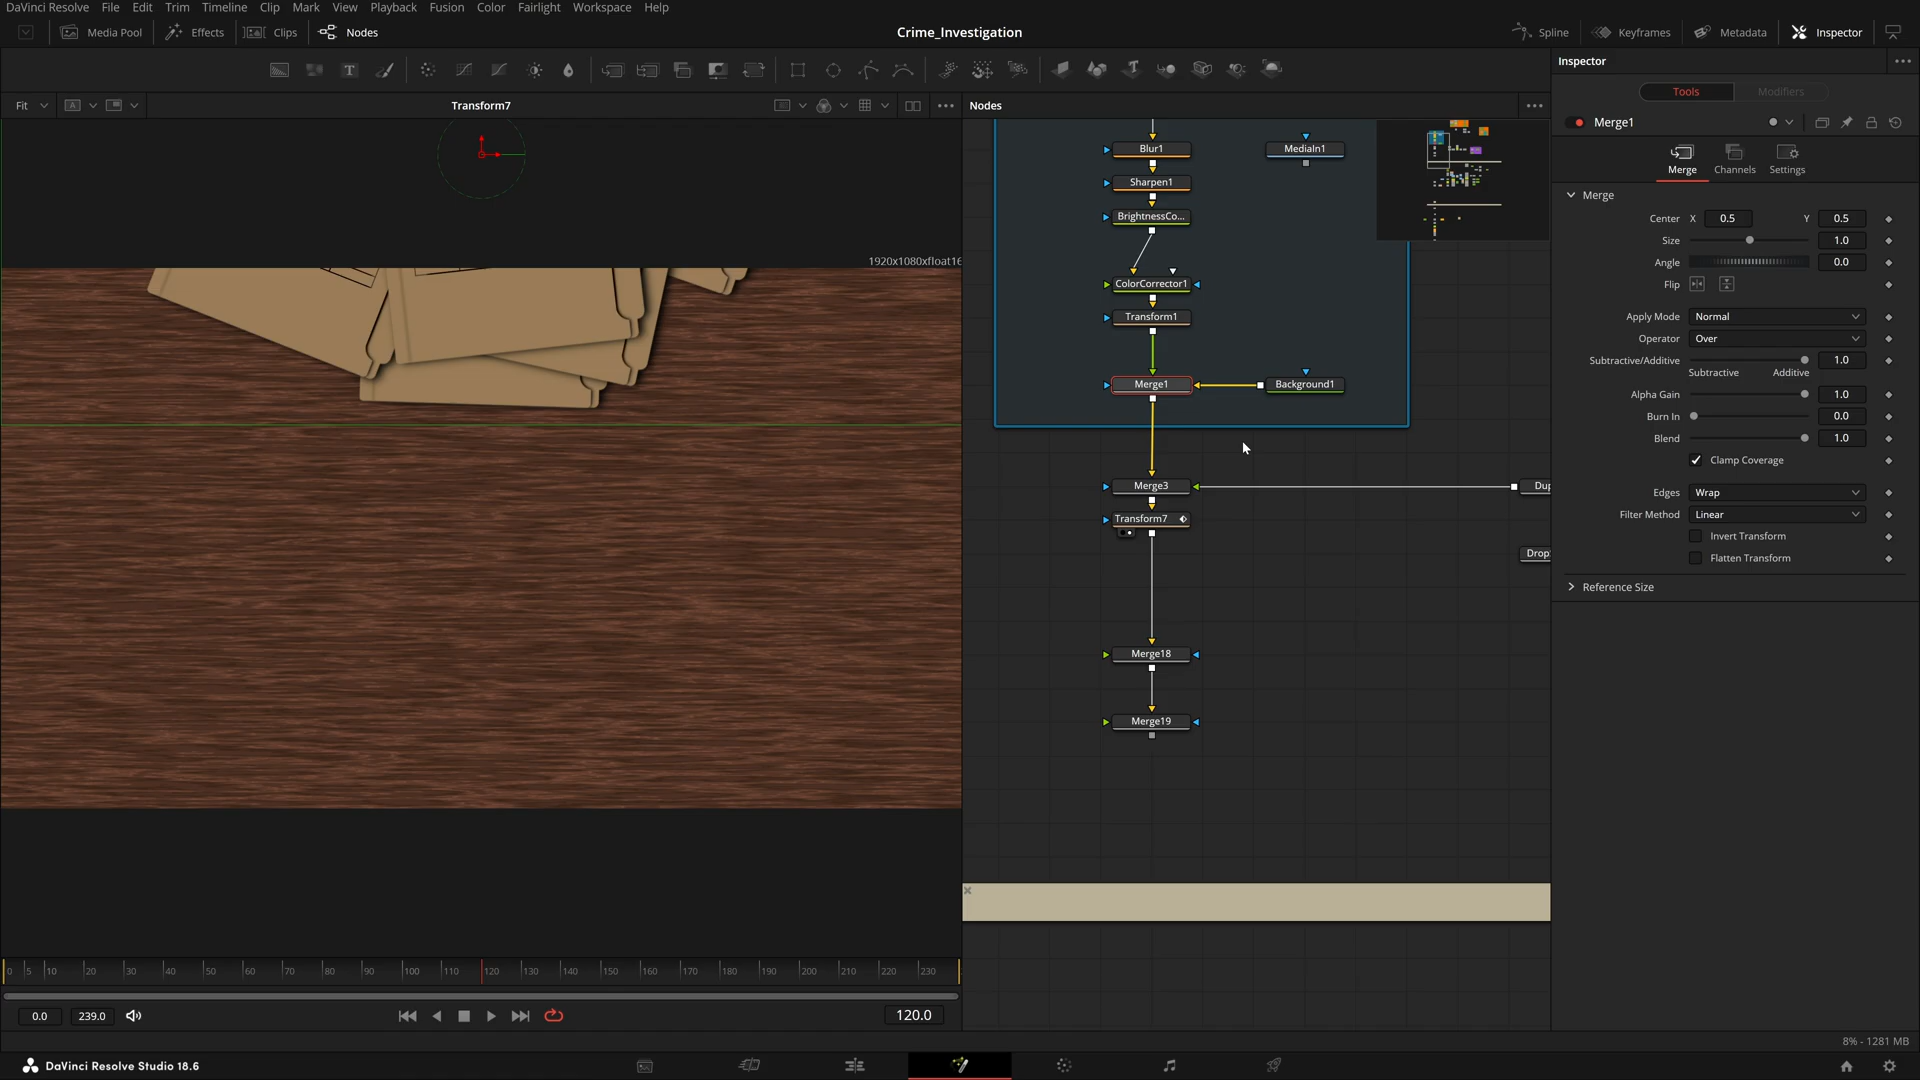 DaVinci Resolve File Edit Trim Timeline Clip Mark View Playback Fusion Color Fairlight Workspace Help
Media Pool Effects Clips Nodes Crime_Investigation Spline Keyframes Metadata Inspector
Inspector
Tools Modifiers
Fit A Transform7 Nodes
Merge1
Merge Channels Settings
Merge
Center X 0.5 Y 0.5
Size 1.0
Angle 0.0
Flip
Apply Mode Normal
Operator Over
Subtractive/Additive 1.0
Subtractive Additive
Alpha Gain 1.0
Burn In 0.0
Blend 1.0
Clamp Coverage
Edges Wrap
Filter Method Linear
Invert Transform
Flatten Transform
Reference Size
1920x1080xfloat16
Blur1
MediaIn1
Sharpen1
BrightnessCo...
ColorCorrector1
Transform1
Merge1
Background1
Merge3
Dup
Transform7
Drop
Merge18
Merge19
0 5 10 20 30 40 50 60 70 80 90 100 110 120 130 140 150 160 170 180 190 200 210 220 230
0.0 239.0 120.0
8% - 1281 MB
DaVinci Resolve Studio 18.6